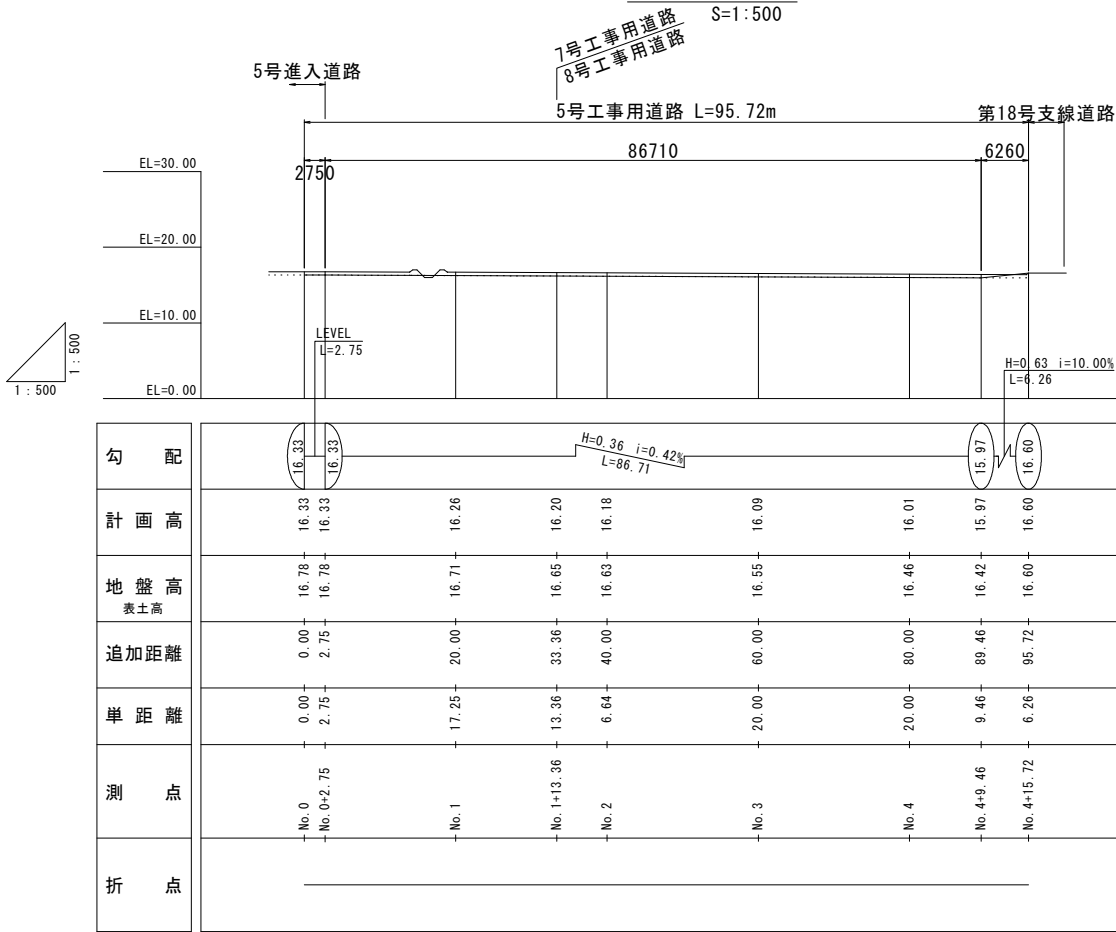 S=1:500
7号工事用道路
8号工事用道路
5号進入道路
5号工事用道路 L=95.72m
第18号支線道路
2750
86710
6260
EL=30.00
EL=20.00
EL=10.00
EL=0.00
1 : 500
1 : 500
LEVEL
L=2.75
H=0.63 i=10.00%
L=6.26
勾 配
16.33
16.33
H=0.36 i=0.42%
L=86.71
15.97
16.60
計 画 高
16.33
16.33
16.26
16.20
16.18
16.09
16.01
15.97
16.60
地 盤 高
表土高
16.78
16.78
16.71
16.65
16.63
16.55
16.46
16.42
16.60
追加距離
0.00
2.75
20.00
33.36
40.00
60.00
80.00
89.46
95.72
単 距 離
0.00
2.75
17.25
13.36
6.64
20.00
20.00
9.46
6.26
測 点
No.0
No.0+2.75
No.1
No.1+13.36
No.2
No.3
No.4
No.4+9.46
No.4+15.72
折 点